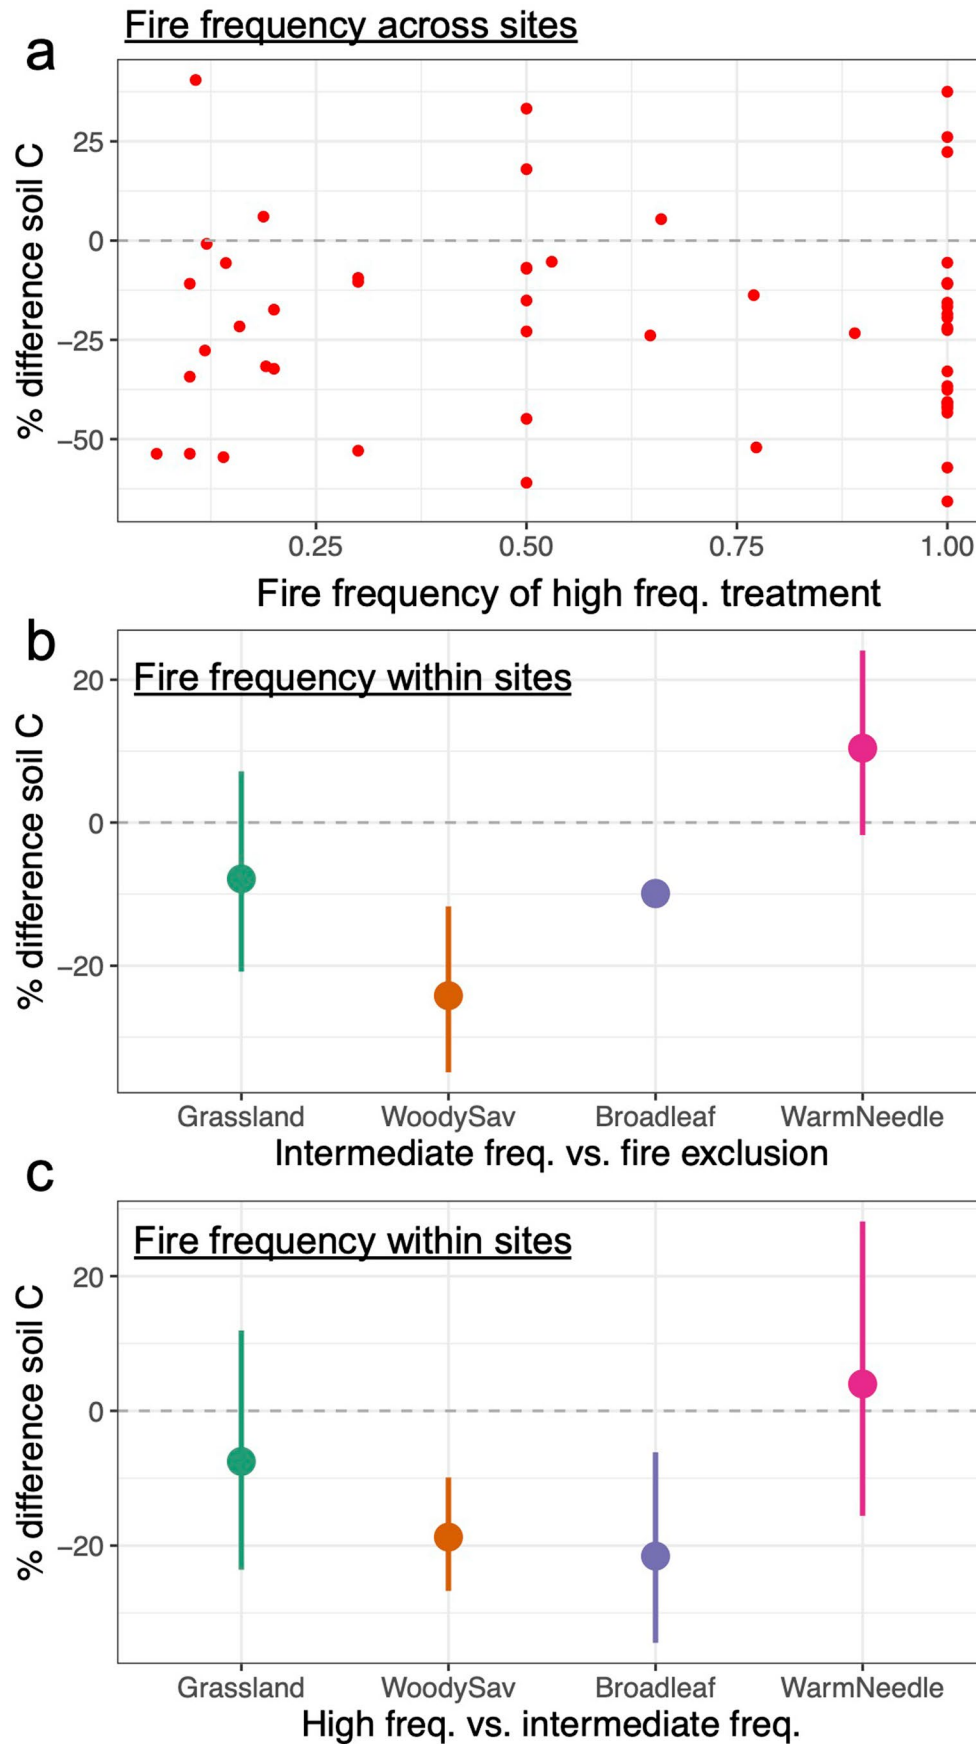 Fire frequency across sites
a
% difference soil C
25
0
−25
−50
0.25 0.50 0.75 1.00
Fire frequency of high freq. treatment
b
Fire frequency within sites
% difference soil C
20
0
−20
Grassland WoodySav Broadleaf WarmNeedle
Intermediate freq. vs. fire exclusion
c
Fire frequency within sites
% difference soil C
20
0
−20
Grassland WoodySav Broadleaf WarmNeedle
High freq. vs. intermediate freq.